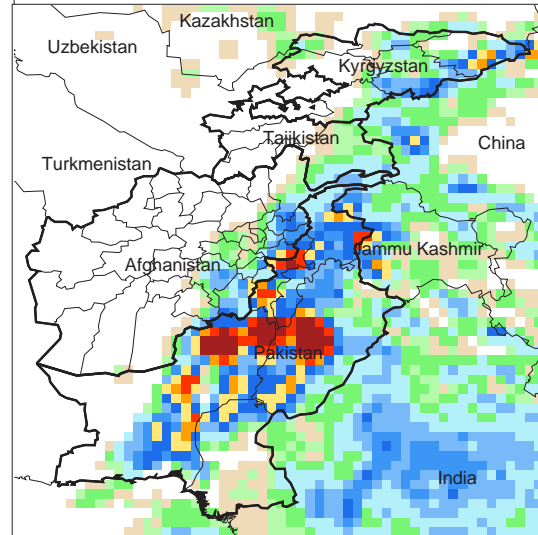 Kazakhstan
Uzbekistan
Kyrgyzstan
Tajikistan
China
Turkmenistan
Jammu Kashmir
Afghanistan
Pakistan
India